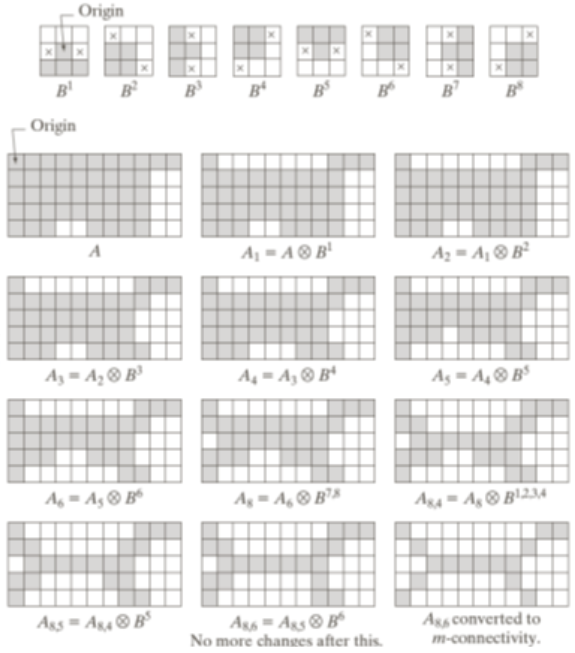 Origin
× × × × × × × × × × × × × × × ×
B¹ B² B³ B⁴ B⁵ B⁶ B⁷ B⁸
Origin
A A₁ = A ⊗ B¹ A₂ = A₁ ⊗ B²
A₃ = A₂ ⊗ B³ A₄ = A₃ ⊗ B⁴ A₅ = A₄ ⊗ B⁵
A₆ = A₅ ⊗ B⁶ A₈ = A₆ ⊗ B⁷,⁸ A₈,₄ = A₈ ⊗ B¹,²,³,⁴
A₈,₅ = A₈,₄ ⊗ B⁵ A₈,₆ = A₈,₅ ⊗ B⁶ A₈,₆ converted to
No more changes after this. m-connectivity.